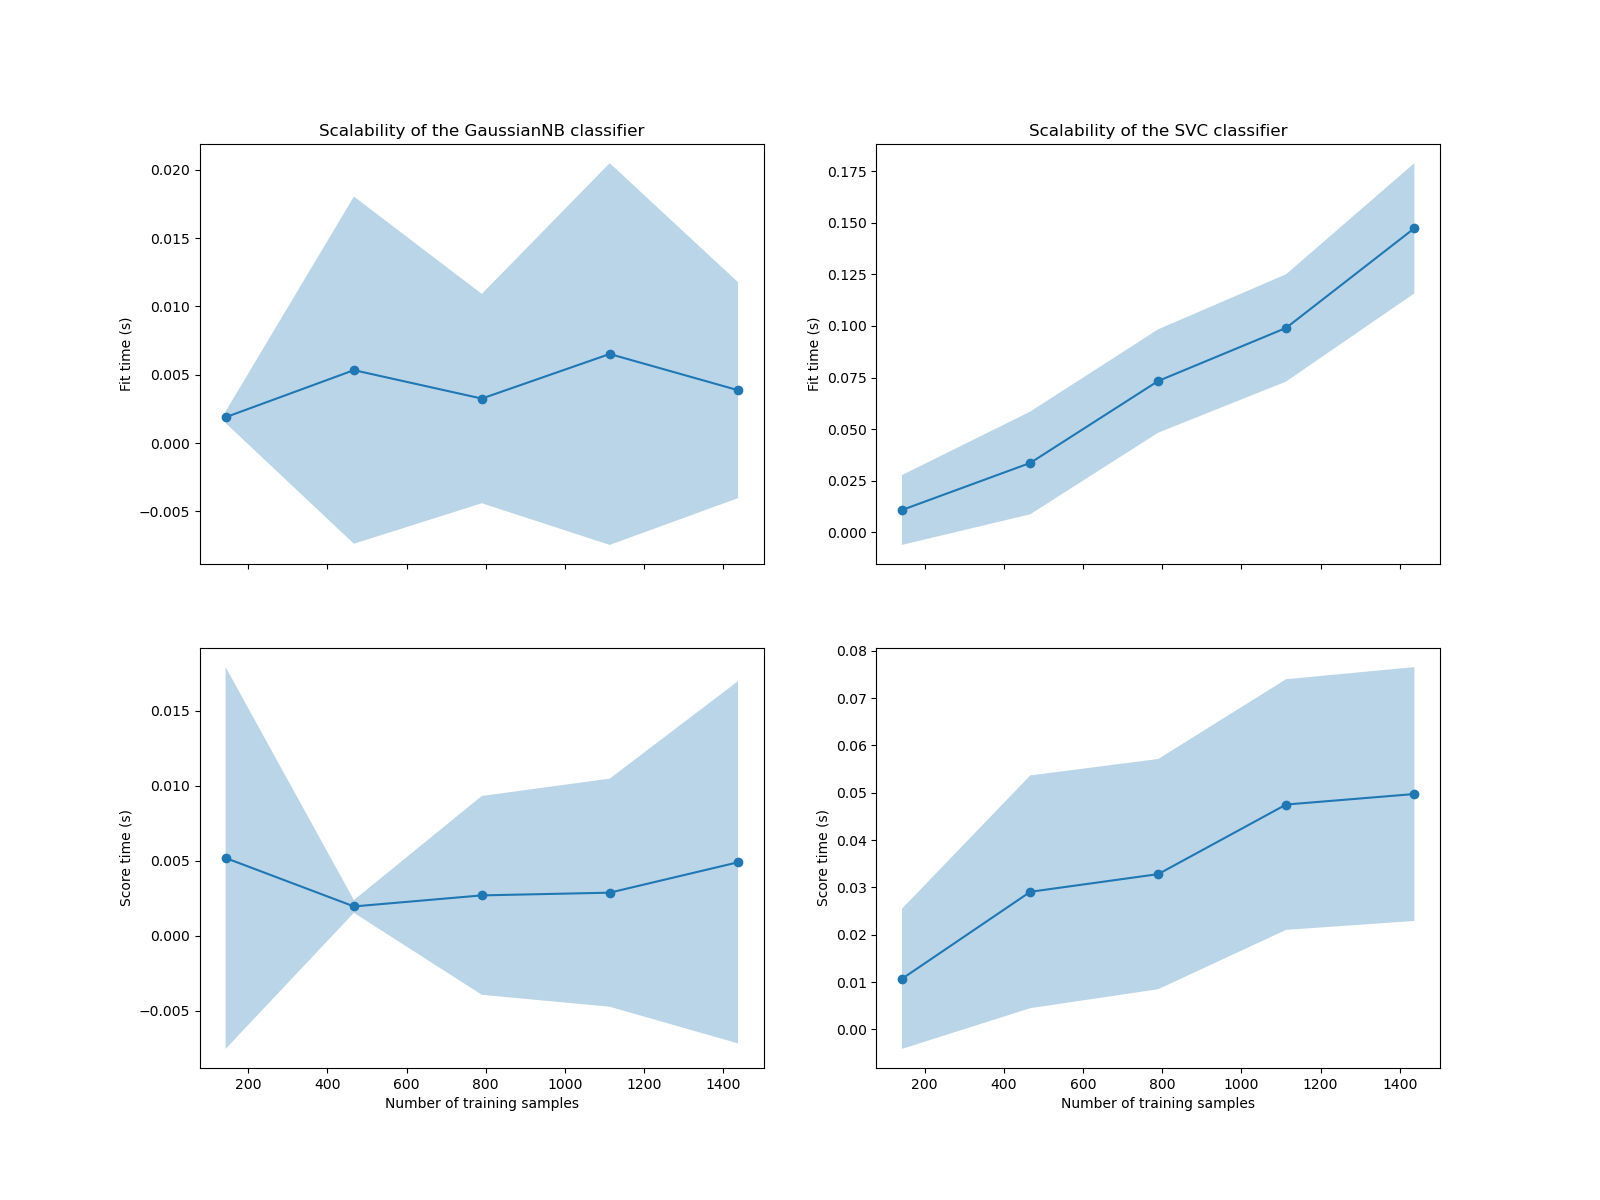 Scalability of the GaussianNB classifier
0.020
0.015
0.010
0.005
0.000
−0.005
Fit time (s)
Scalability of the SVC classifier
0.175
0.150
0.125
0.100
0.075
0.050
0.025
0.000
Fit time (s)
0.015
0.010
0.005
0.000
−0.005
Score time (s)
200 400 600 800 1000 1200 1400
Number of training samples
0.08
0.07
0.06
0.05
0.04
0.03
0.02
0.01
0.00
Score time (s)
200 400 600 800 1000 1200 1400
Number of training samples